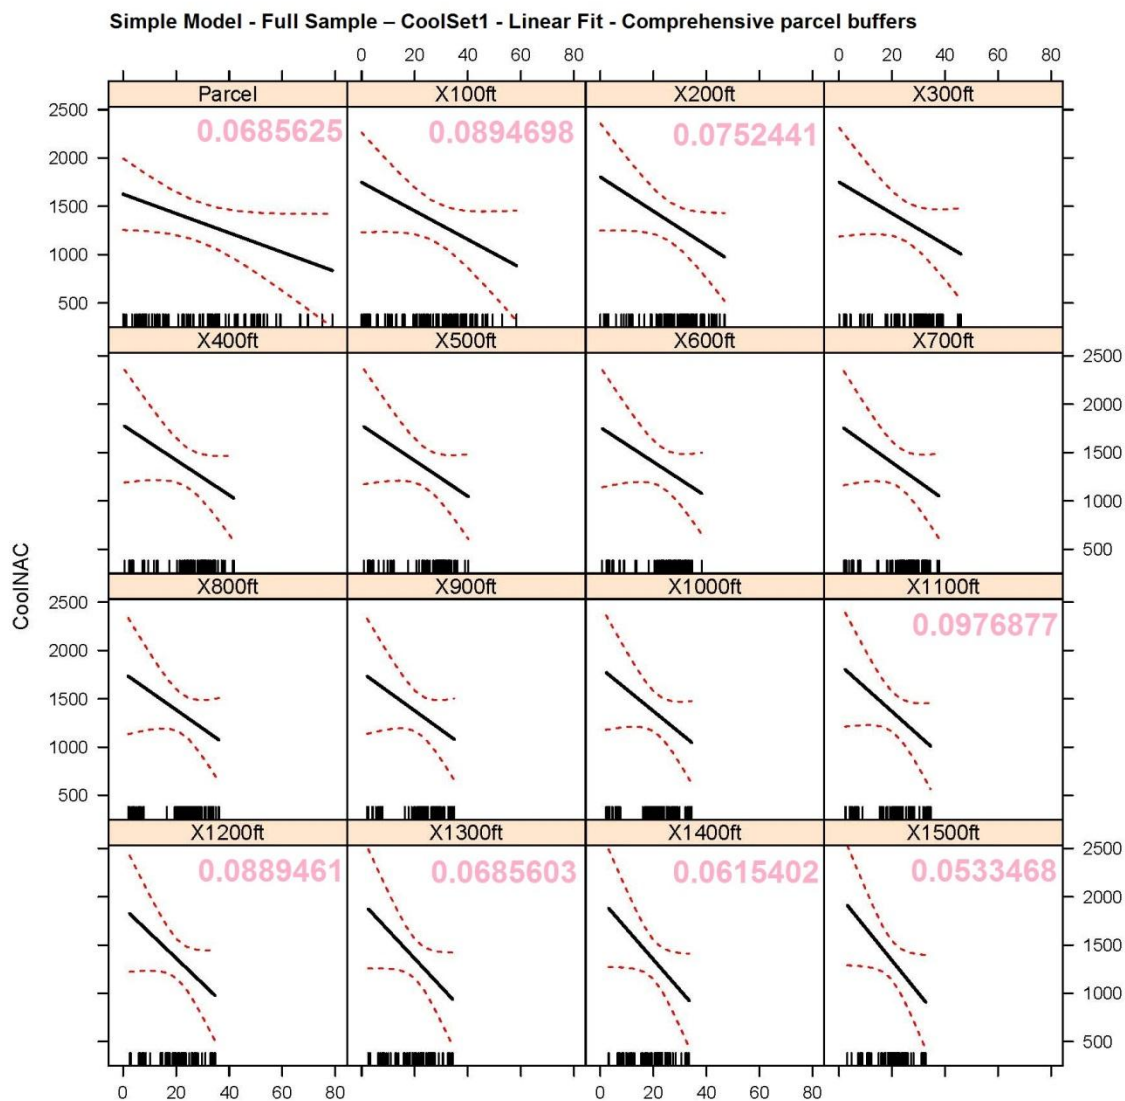 Simple Model - Full Sample – CoolSet1 - Linear Fit - Comprehensive parcel buffers
0 20 40 60 80 0 20 40 60 80
Parcel X100ft X200ft X300ft
2500
2000
1500
1000
500
0.0685625 0.0894698 0.0752441
X400ft X500ft X600ft X700ft
2500
2000
1500
1000
500
CoolNAC
X800ft X900ft X1000ft X1100ft
2500
2000
1500
1000
500
0.0976877
X1200ft X1300ft X1400ft X1500ft
0.0889461 0.0685603 0.0615402 0.0533468
2500
2000
1500
1000
500
0 20 40 60 80 0 20 40 60 80